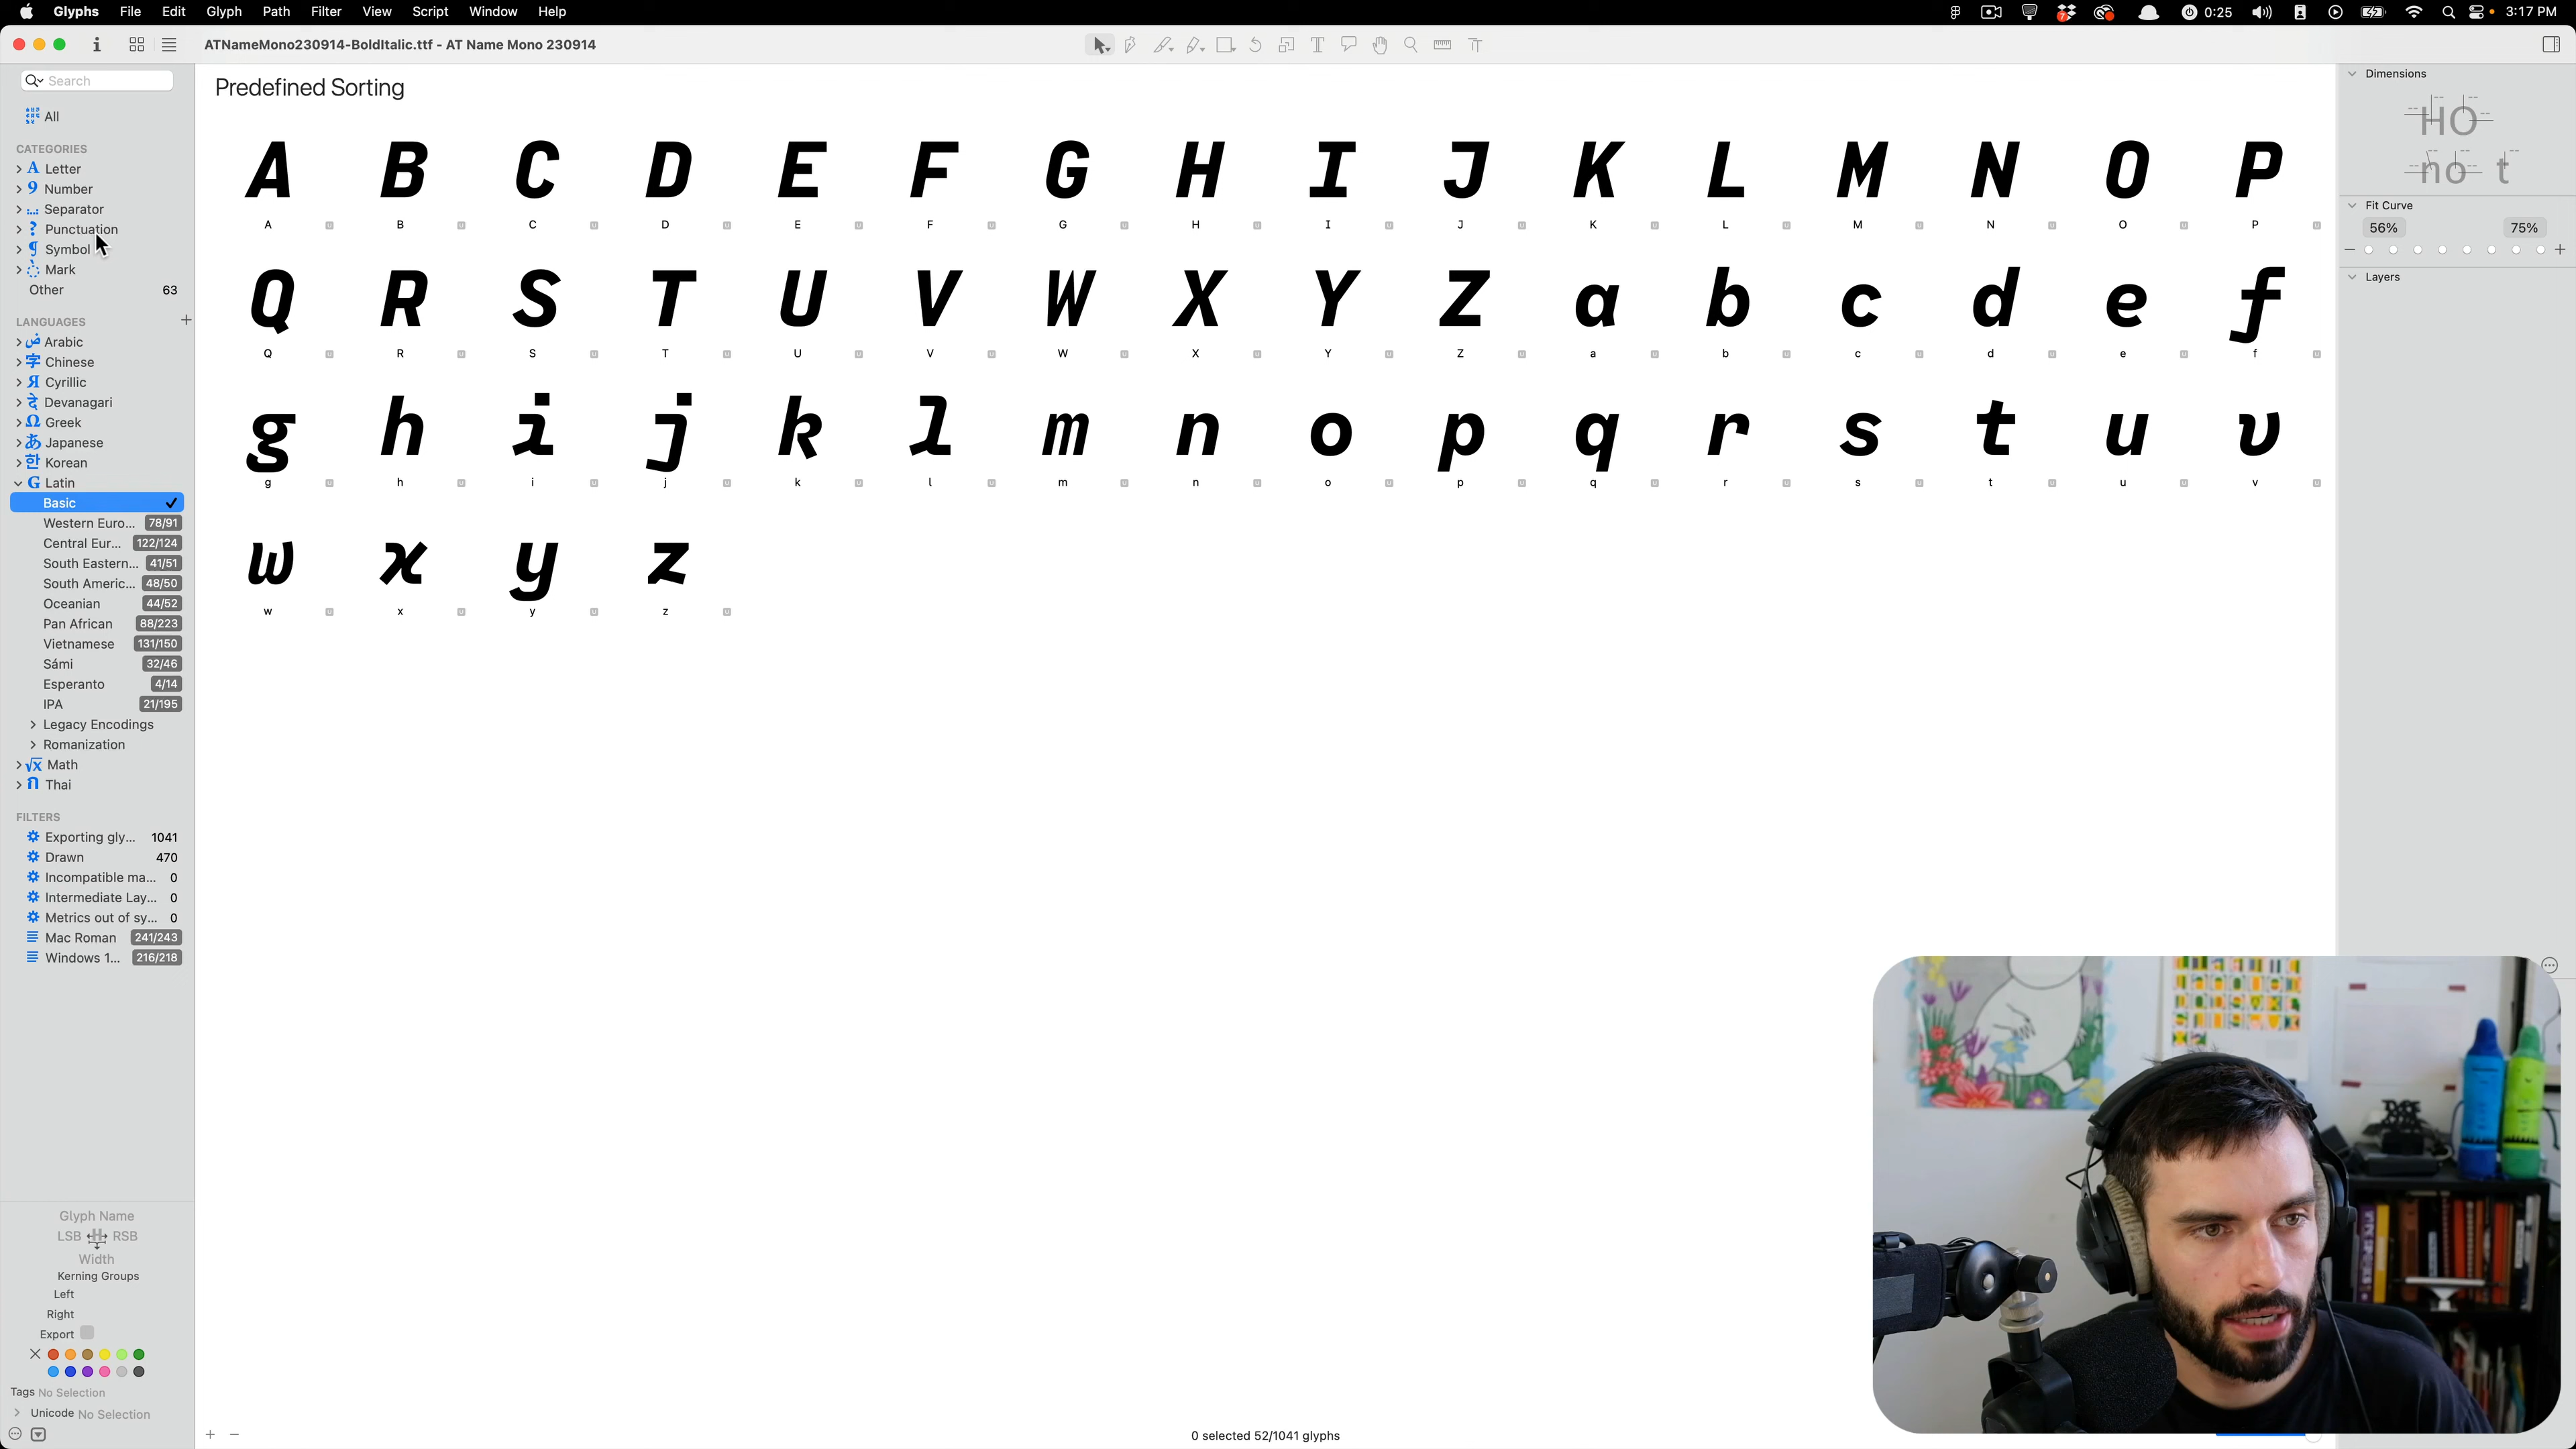 Glyphs File Edit Glyph Path Filter View Script Window Help
7 0:25 3:17 PM
ATNameMono230914-BoldItalic.ttf - AT Name Mono 230914
Search
All
CATEGORIES
Letter
Number
Separator
Punctuation
Symbol
Mark
Other 63
LANGUAGES +
ض Arabic
字 Chinese
Я Cyrillic
दे Devanagari
Ω Greek
あ Japanese
한 Korean
G Latin
Basic
Western Euro... 78/91
Central Eur... 122/124
South Eastern... 41/51
South Americ... 48/50
Oceanian 44/52
Pan African 88/223
Vietnamese 131/150
Sámi 32/46
Esperanto 4/14
IPA 21/195
Legacy Encodings
Romanization
√x Math
ก Thai
FILTERS
Exporting gly... 1041
Drawn 470
Incompatible ma... 0
Intermediate Lay... 0
Metrics out of sy... 0
Mac Roman 241/243
Windows 1... 216/218
Glyph Name
LSB H RSB
Width
Kerning Groups
Left
Right
Export
Tags No Selection
Unicode No Selection
Predefined Sorting
A B C D E F G H I J K L M N O P
A B C D E F G H I J K L M N O P
Q R S T U V W X Y Z a b c d e f
Q R S T U V W X Y Z a b c d e f
g h i j k l m n o p q r s t u v
g h i j k l m n o p q r s t u v
w x y z
w x y z
0 selected 52/1041 glyphs
Dimensions
HO
no t
Fit Curve
56% 75%
Layers